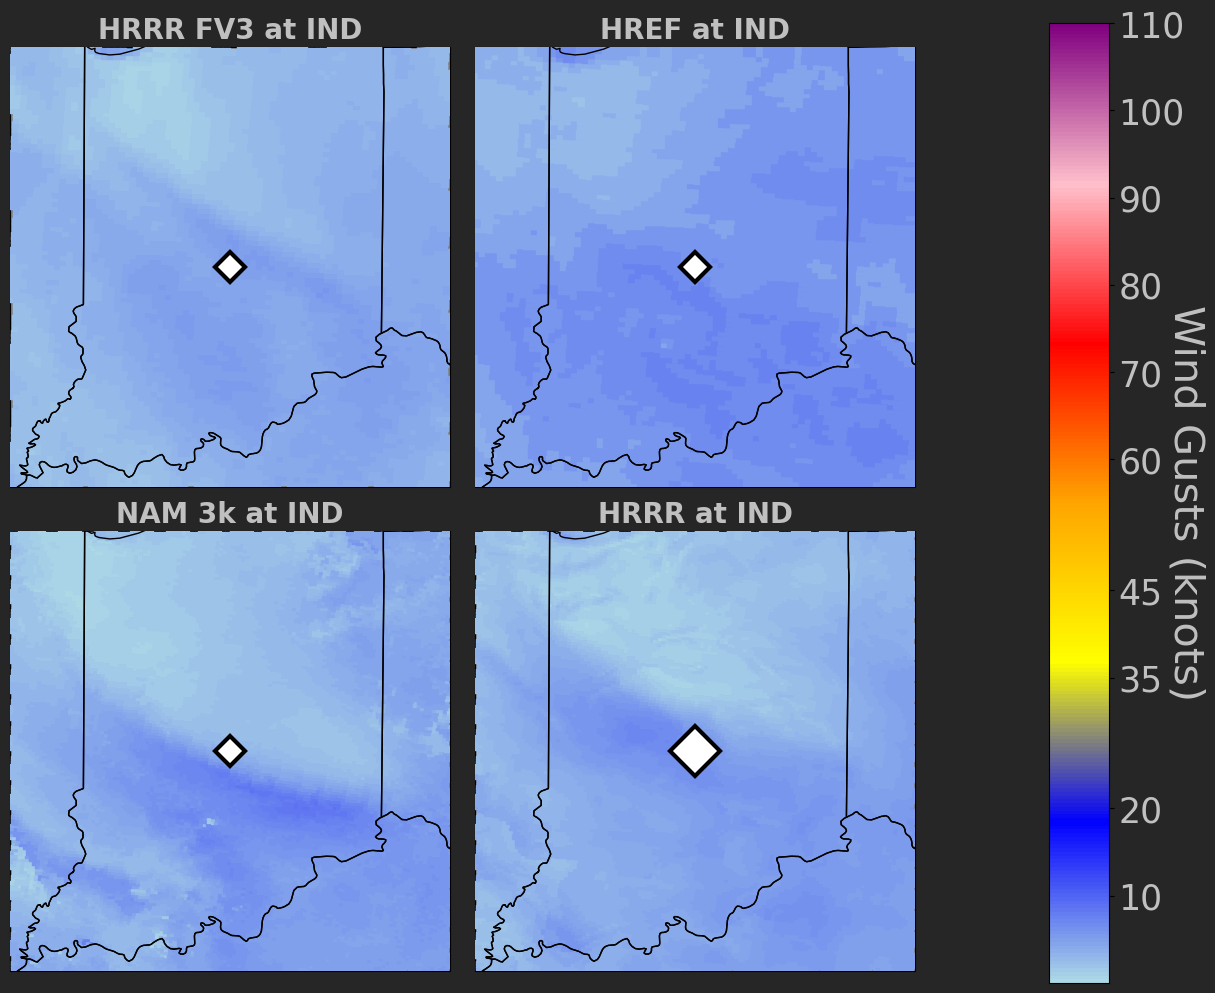 HRRR FV3 at IND
HREF at IND
NAM 3k at IND
HRRR at IND
110
100
90
80
70
60
45
35
20
10
Wind Gusts (knots)